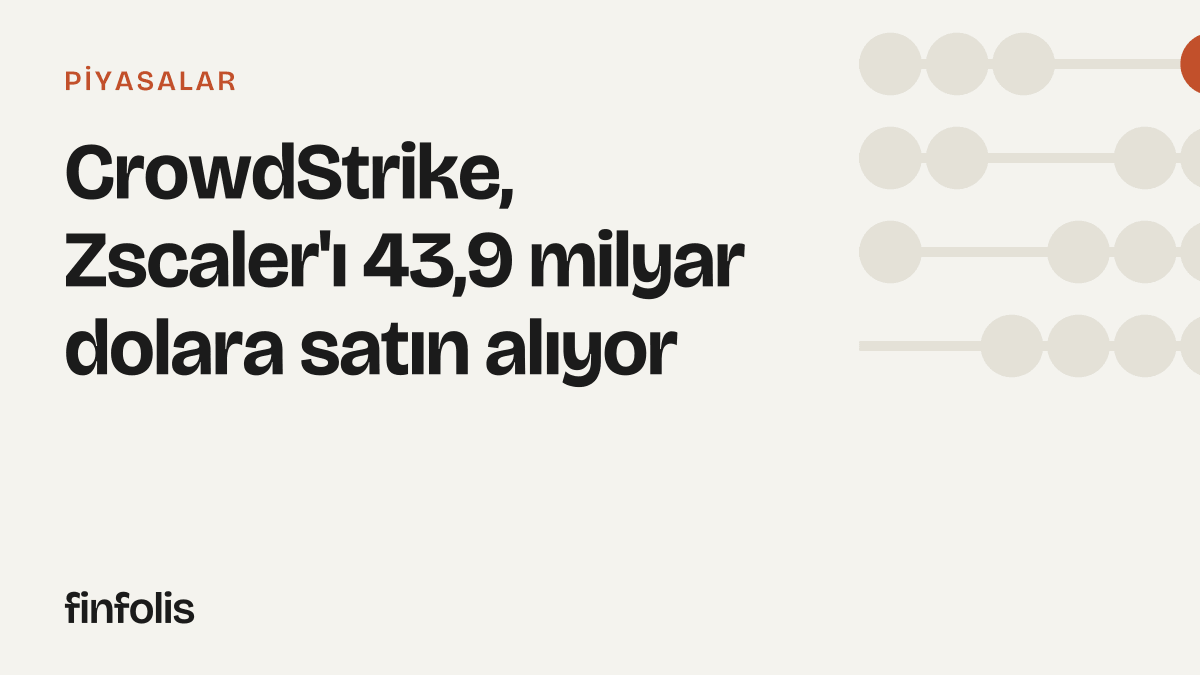 PİYASALAR
CrowdStrike,
Zscaler'ı 43,9 milyar
dolara satın alıyor
finfolis